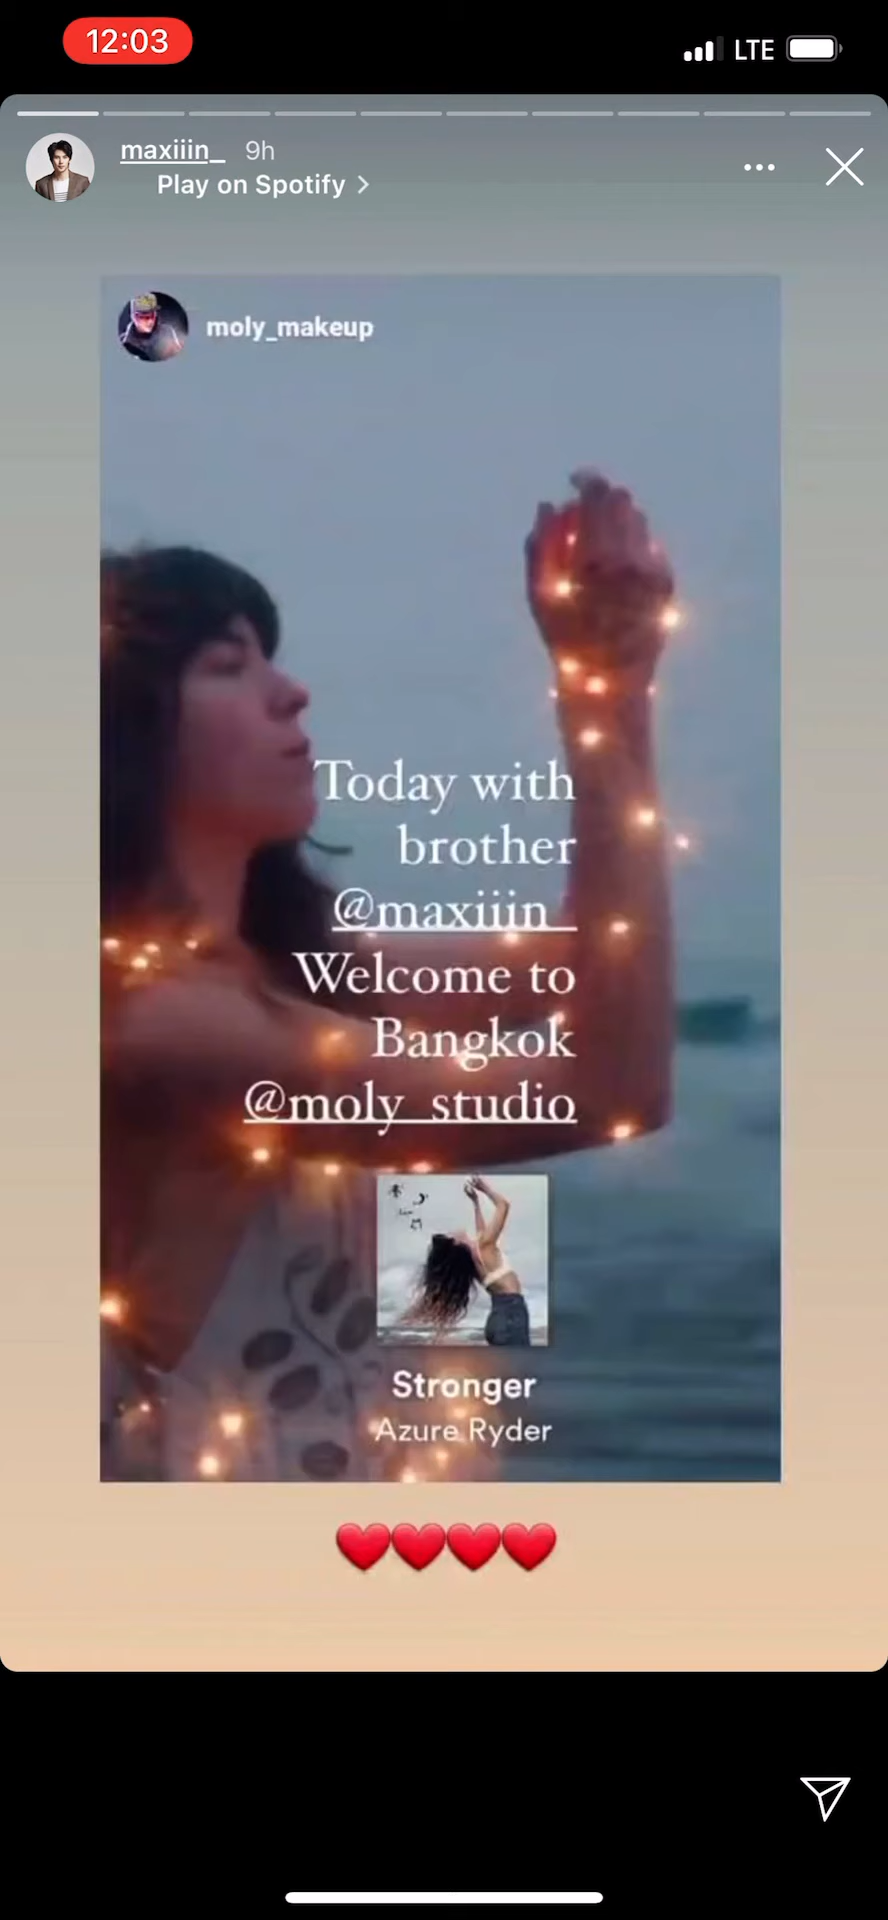 12:03
LTE
maxiiin_ 9h
Play on Spotify >
moly_makeup
Today with
brother
@maxiiin_
Welcome to
Bangkok
@moly_studio
Stronger
Azure Ryder